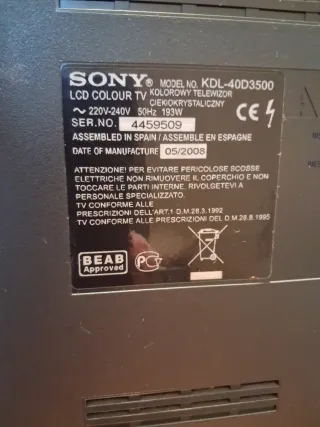 SONY® MODEL NO. KDL-40D3500
LCD COLOUR TV KOLOROWY TELEWIZOR
CIEKŁOKRYSTALICZNY
~ 220V-240V 50Hz 193W
CE
SER.NO. 4459509
ASSEMBLED IN SPAIN / ASSEMBLE EN ESPAGNE
DATE OF MANUFACTURE 05/2008
ATTENZIONE! PER EVITARE PERICOLOSE SCOSSE
ELETTRICHE NON RIMUOVERE IL COPERCHIO E NON
TOCCARE LE PARTI INTERNE. RIVOLGETEVI A
PERSONALE SPECIALIZZATO.
TV CONFORME ALLE
PRESCRIZIONI DELL'ART.1 D.M.28.3.1992
TV CONFORME ALLE PRESCRIZIONI DEL D.M.26.8.1995
BEAB
Approved